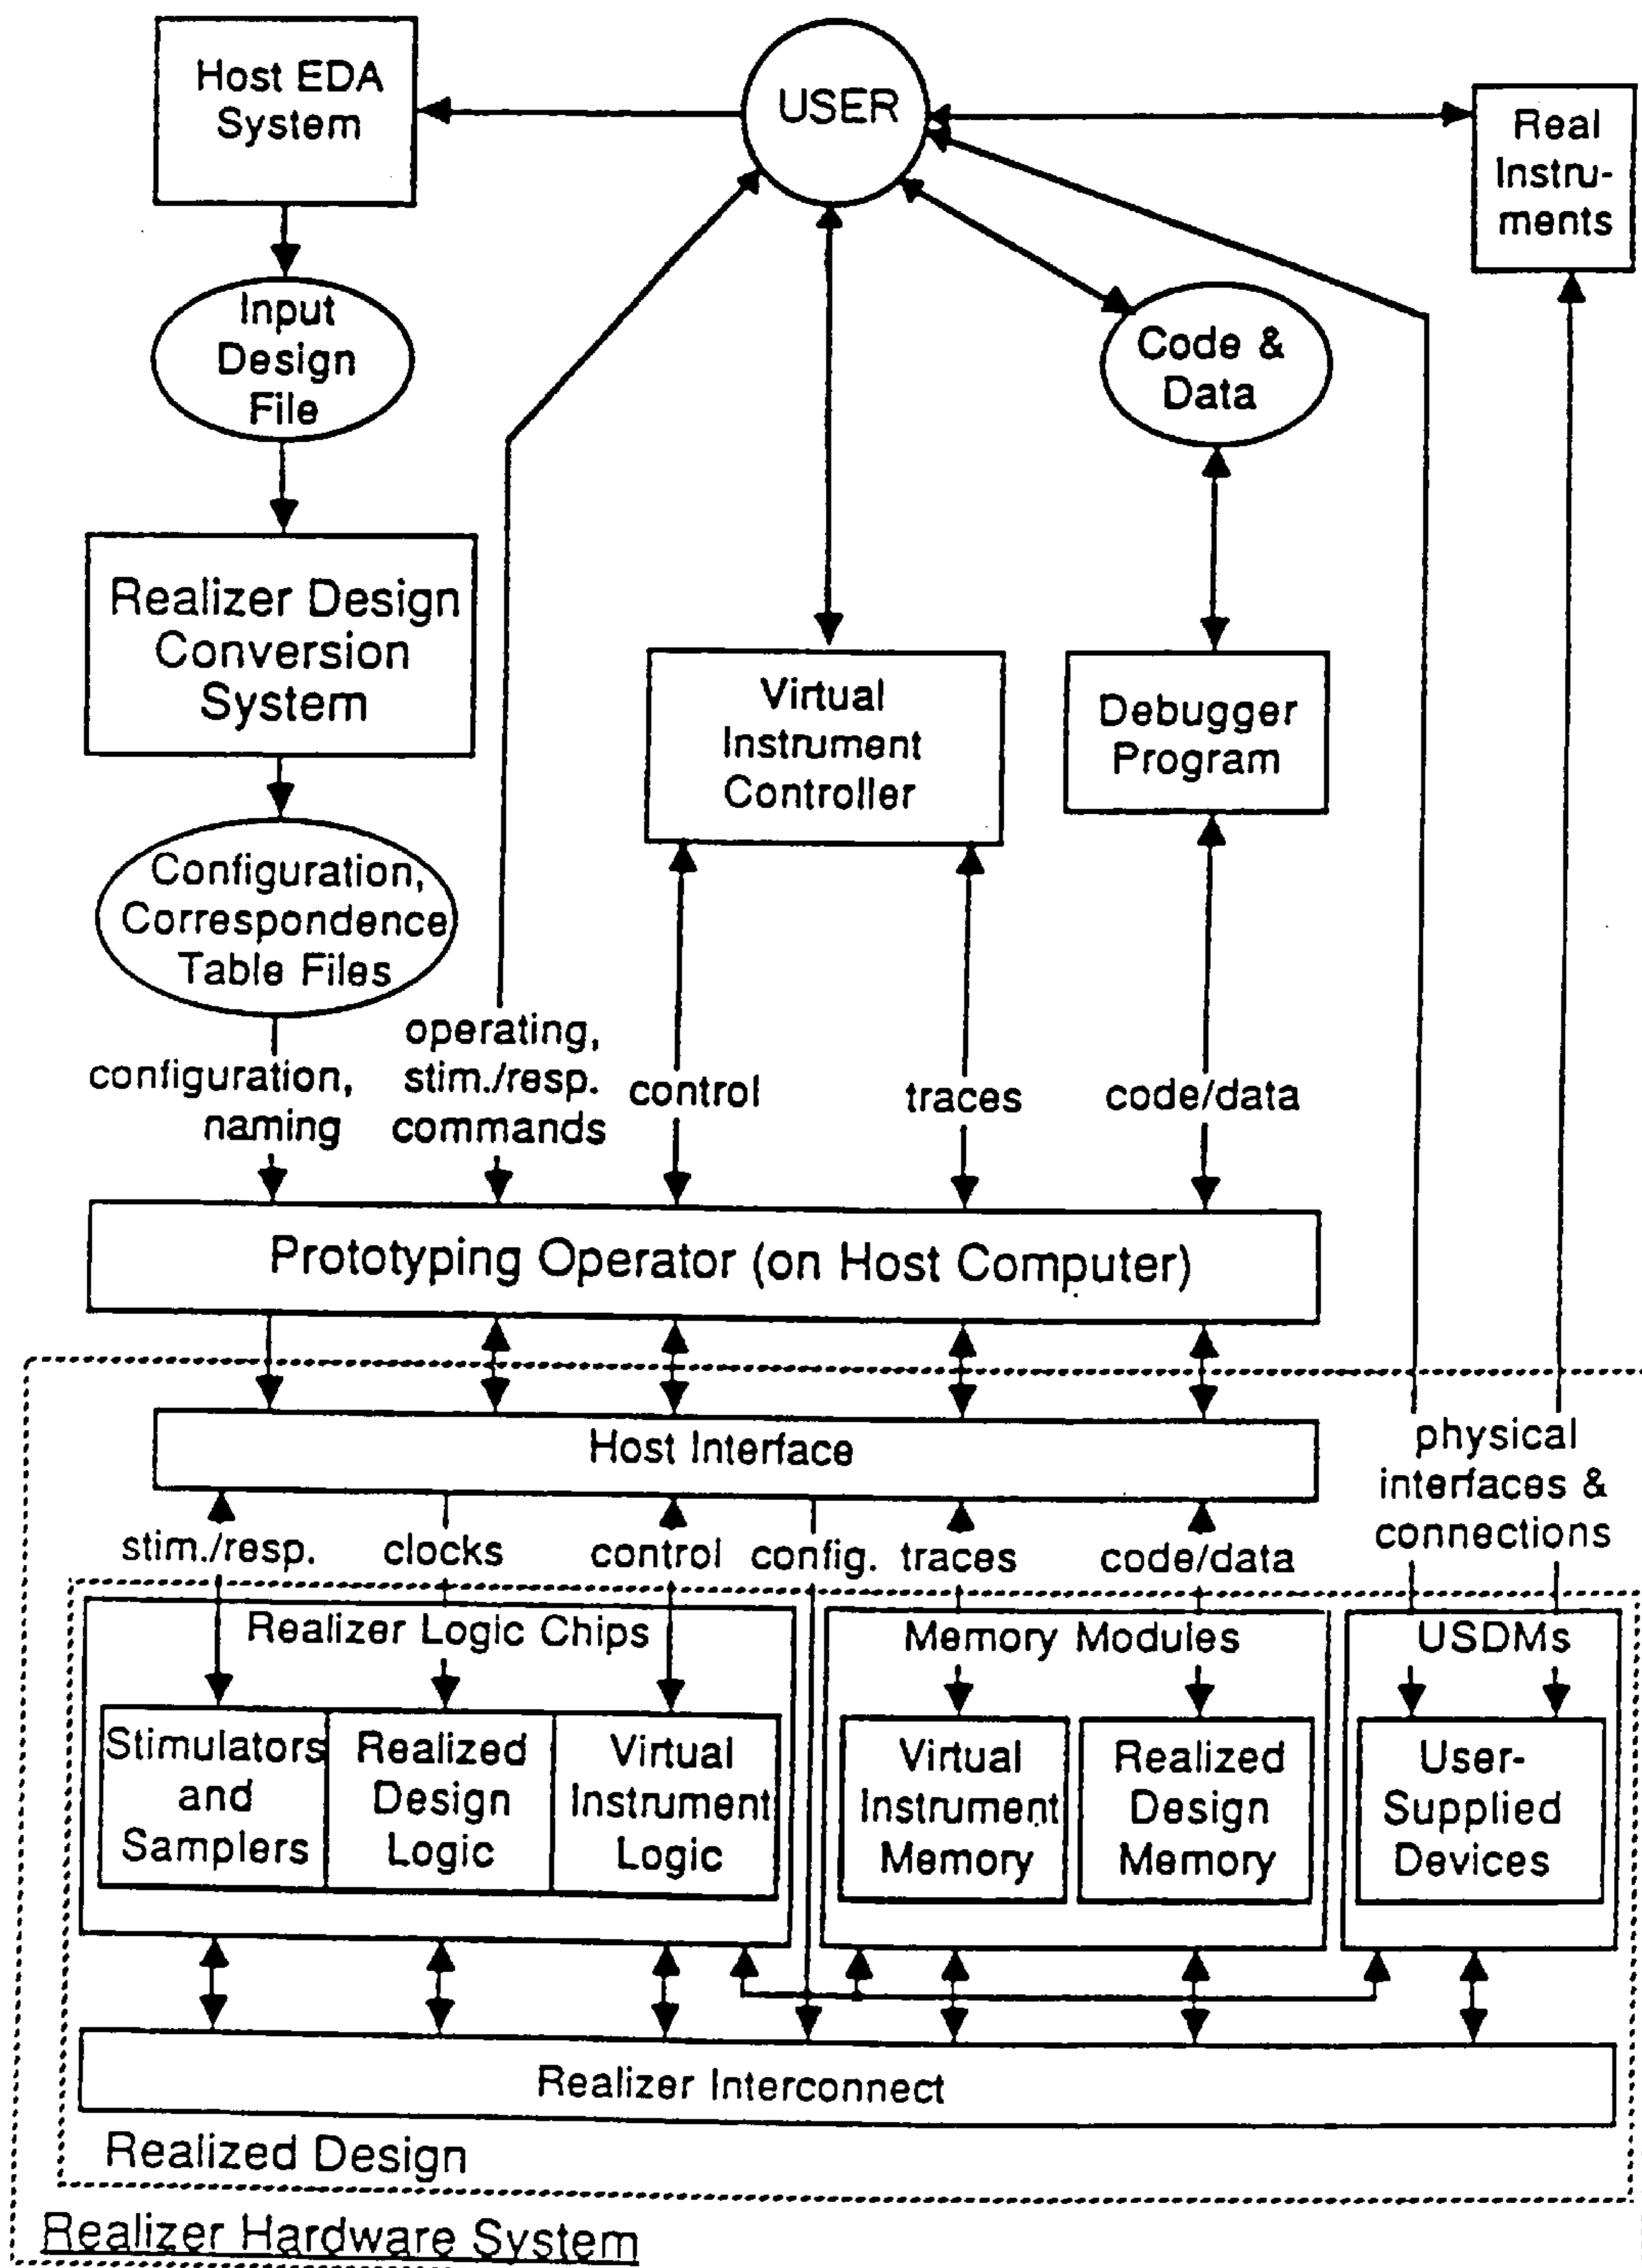 Host EDA
System
USER
Real
Instru-
ments
Input
Design
File
Code &
Data
Realizer Design
Conversion
System
Virtual
Instrument
Controller
Debugger
Program
Configuration,
Correspondence
Table Files
configuration,
naming
operating,
stim./resp.
commands
control
traces
code/data
Prototyping Operator (on Host Computer)
Host Interface
physical
interfaces &
connections
stim./resp.
clocks
control
config.
traces
code/data
Realizer Logic Chips
Memory Modules
USDMs
Stimulators
and
Samplers
Realized
Design
Logic
Virtual
Instrument
Logic
Virtual
Instrument
Memory
Realized
Design
Memory
User-
Supplied
Devices
Realizer Interconnect
Realized Design
Realizer Hardware System